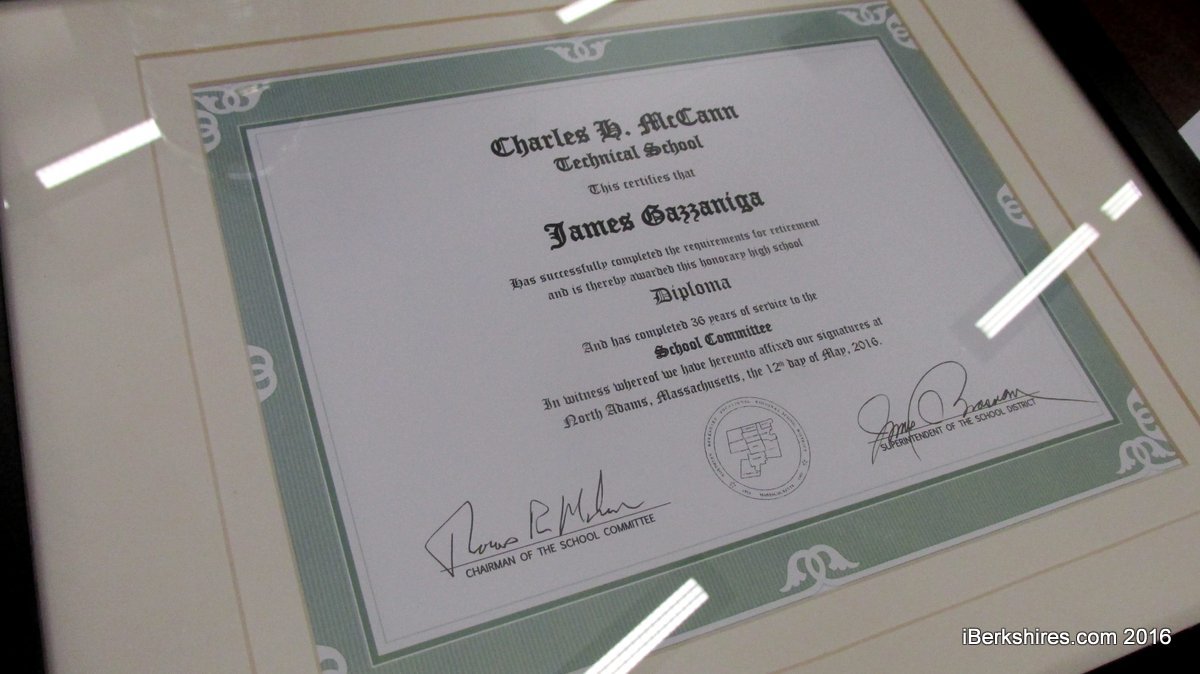 Charles H. McCann
Technical School
This certifies that
James Gazzaniga
Has successfully completed the requirements for retirement
and is thereby awarded this honorary high school
Diploma
And has completed 36 years of service to the
School Committee
In witness whereof we have hereunto affixed our signatures at
North Adams, Massachusetts, the 12th day of May, 2016.
SUPERINTENDENT OF THE SCHOOL DISTRICT
CHAIRMAN OF THE SCHOOL COMMITTEE
iBerkshires.com 2016